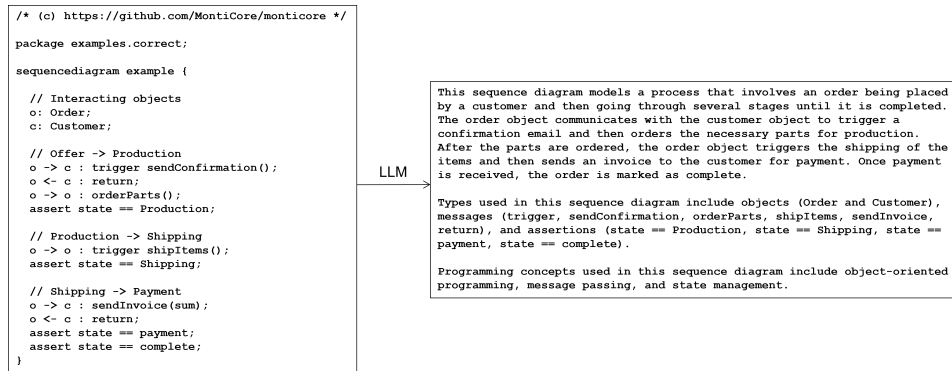 /* (c) https://github.com/MontiCore/monticore */
package examples.correct;
sequencediagram example {
// Interacting objects
o: Order;
c: Customer;
// Offer -> Production
o -> c : trigger sendConfirmation();
o <- c : return;
o -> o : orderParts();
assert state == Production;
// Production -> Shipping
o -> o : trigger shipItems();
assert state == Shipping;
// Shipping -> Payment
o -> c : sendInvoice(sum);
o <- c : return;
assert state == payment;
assert state == complete;
}
LLM
This sequence diagram models a process that involves an order being placed
by a customer and then going through several stages until it is completed.
The order object communicates with the customer object to trigger a
confirmation email and then orders the necessary parts for production.
After the parts are ordered, the order object triggers the shipping of the
items and then sends an invoice to the customer for payment. Once payment
is received, the order is marked as complete.
Types used in this sequence diagram include objects (Order and Customer),
messages (trigger, sendConfirmation, orderParts, shipItems, sendInvoice,
return), and assertions (state == Production, state == Shipping, state ==
payment, state == complete).
Programming concepts used in this sequence diagram include object-oriented
programming, message passing, and state management.